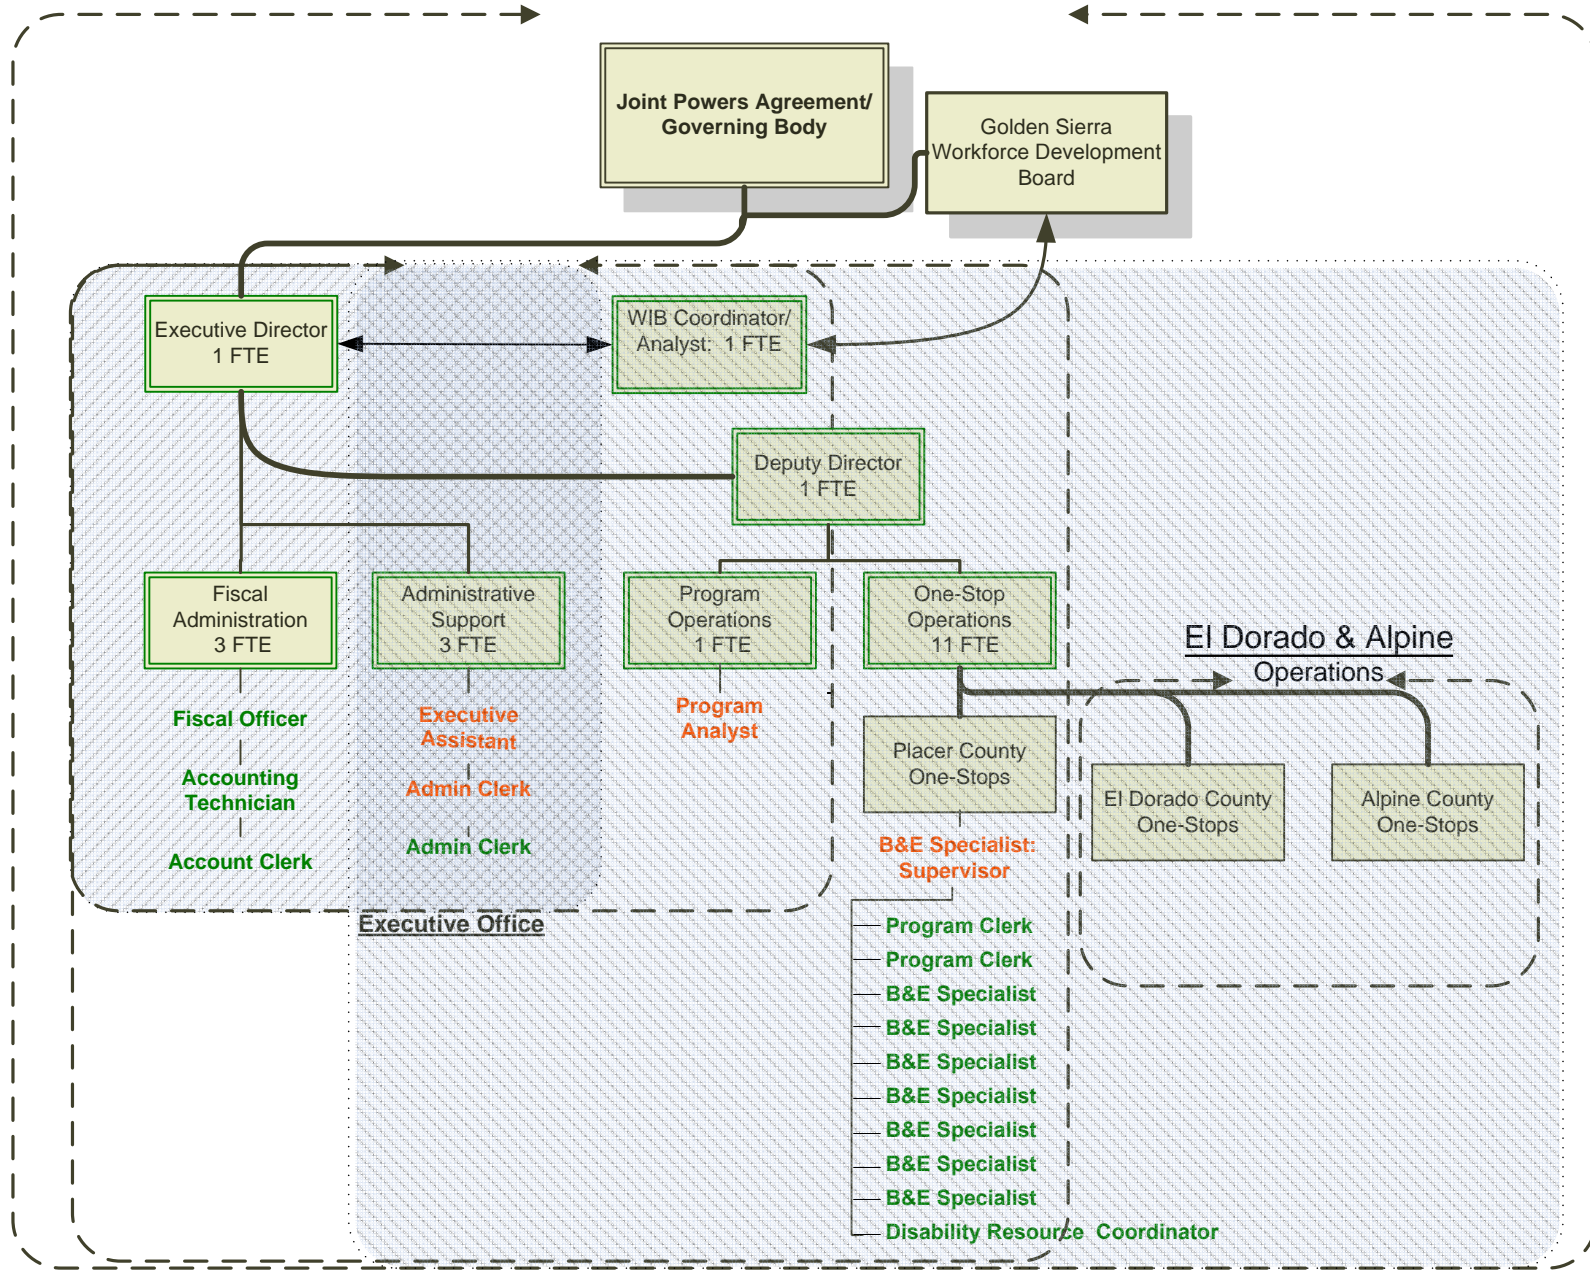 Joint Powers Agreement/
Governing Body
Golden Sierra
Workforce Development
Board
Executive Director
1 FTE
WIB Coordinator/
Analyst: 1 FTE
Deputy Director
1 FTE
Fiscal
Administration
3 FTE
Administrative
Support
3 FTE
Program
Operations
1 FTE
One-Stop
Operations
11 FTE
El Dorado & Alpine
Operations
Fiscal Officer
Accounting
Technician
Account Clerk
Executive
Assistant
Admin Clerk
Admin Clerk
Program
Analyst
Placer County
One-Stops
El Dorado County
One-Stops
Alpine County
One-Stops
B&E Specialist:
Supervisor
Executive Office
Program Clerk
Program Clerk
B&E Specialist
B&E Specialist
B&E Specialist
B&E Specialist
B&E Specialist
B&E Specialist
B&E Specialist
Disability Resource Coordinator